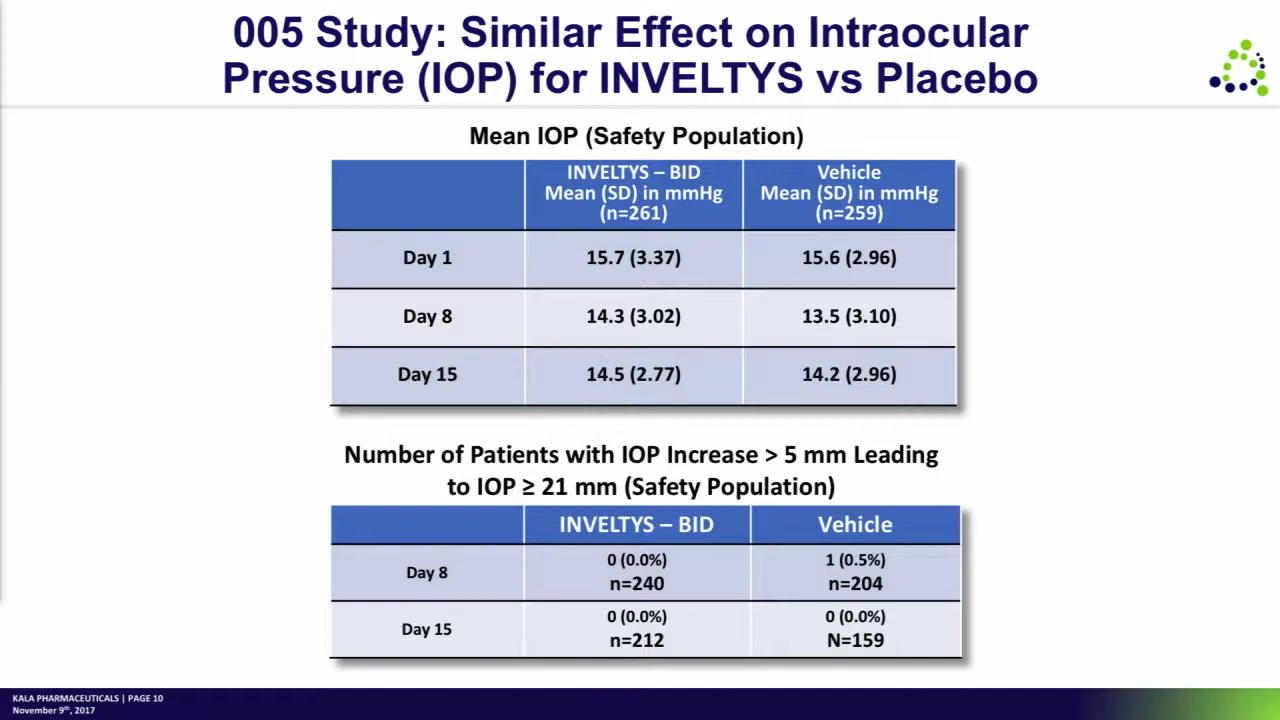 005 Study: Similar Effect on Intraocular
Pressure (IOP) for INVELTYS vs Placebo
Mean IOP (Safety Population)
INVELTYS – BID
Mean (SD) in mmHg
(n=261)
Vehicle
Mean (SD) in mmHg
(n=259)
Day 1
15.7 (3.37)
15.6 (2.96)
Day 8
14.3 (3.02)
13.5 (3.10)
Day 15
14.5 (2.77)
14.2 (2.96)
Number of Patients with IOP Increase > 5 mm Leading
to IOP ≥ 21 mm (Safety Population)
INVELTYS – BID
Vehicle
Day 8
0 (0.0%)
n=240
1 (0.5%)
n=204
Day 15
0 (0.0%)
n=212
0 (0.0%)
N=159
KALA PHARMACEUTICALS | PAGE 10
November 9th, 2017